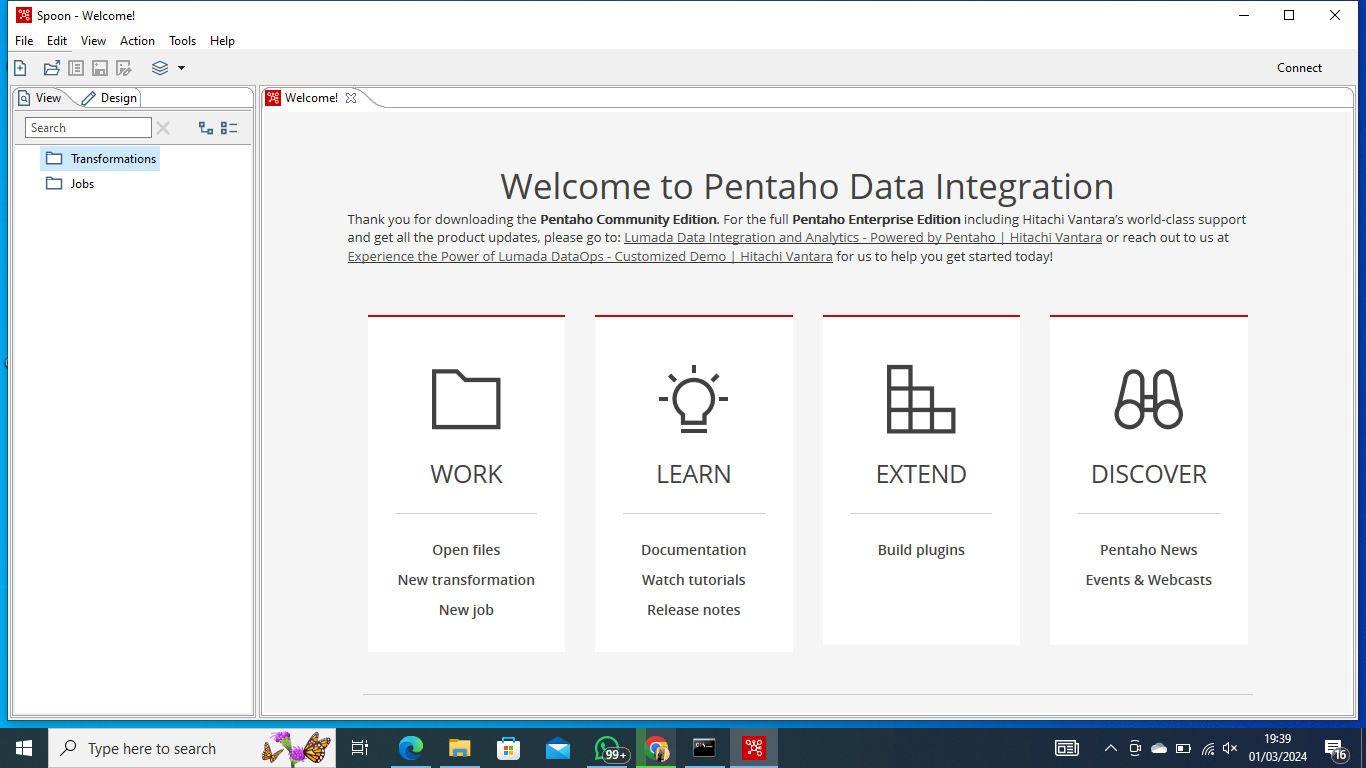 Spoon - Welcome!
File Edit View Action Tools Help
Connect
View Design
Welcome!
Search
Transformations
Jobs
Welcome to Pentaho Data Integration
Thank you for downloading the Pentaho Community Edition. For the full Pentaho Enterprise Edition including Hitachi Vantara’s world-class support
and get all the product updates, please go to: Lumada Data Integration and Analytics - Powered by Pentaho | Hitachi Vantara or reach out to us at
Experience the Power of Lumada DataOps - Customized Demo | Hitachi Vantara for us to help you get started today!
WORK
Open files
New transformation
New job
LEARN
Documentation
Watch tutorials
Release notes
EXTEND
Build plugins
DISCOVER
Pentaho News
Events & Webcasts
Type here to search
99+
19:39
01/03/2024
16